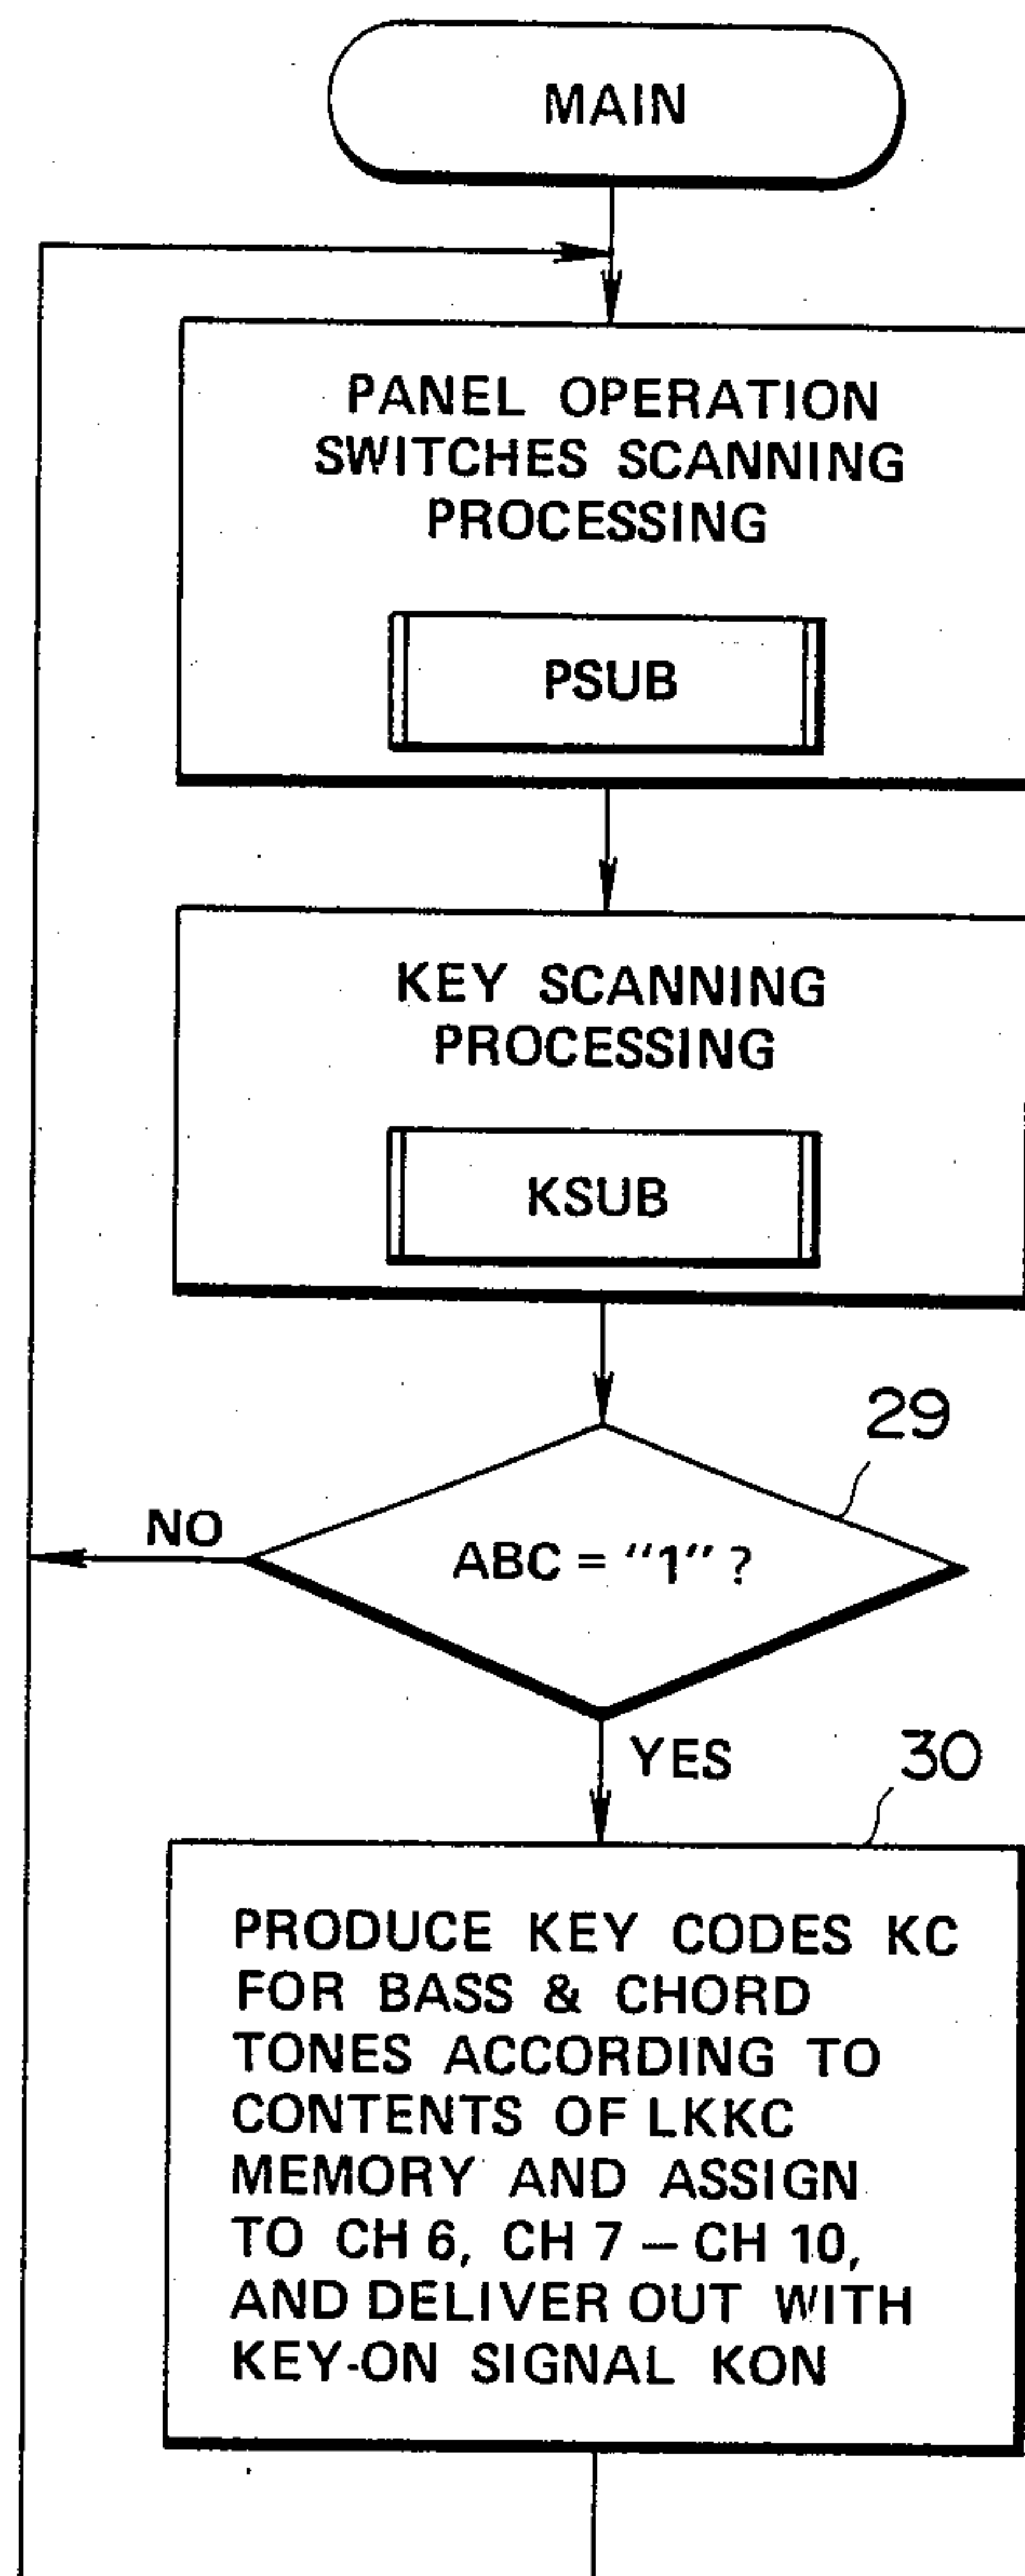 MAIN
PANEL OPERATION
SWITCHES SCANNING
PROCESSING
PSUB
KEY SCANNING
PROCESSING
KSUB
29
NO
ABC = "1" ?
YES
30
PRODUCE KEY CODES KC
FOR BASS & CHORD
TONES ACCORDING TO
CONTENTS OF LKKC
MEMORY AND ASSIGN
TO CH 6, CH 7 – CH 10,
AND DELIVER OUT WITH
KEY-ON SIGNAL KON